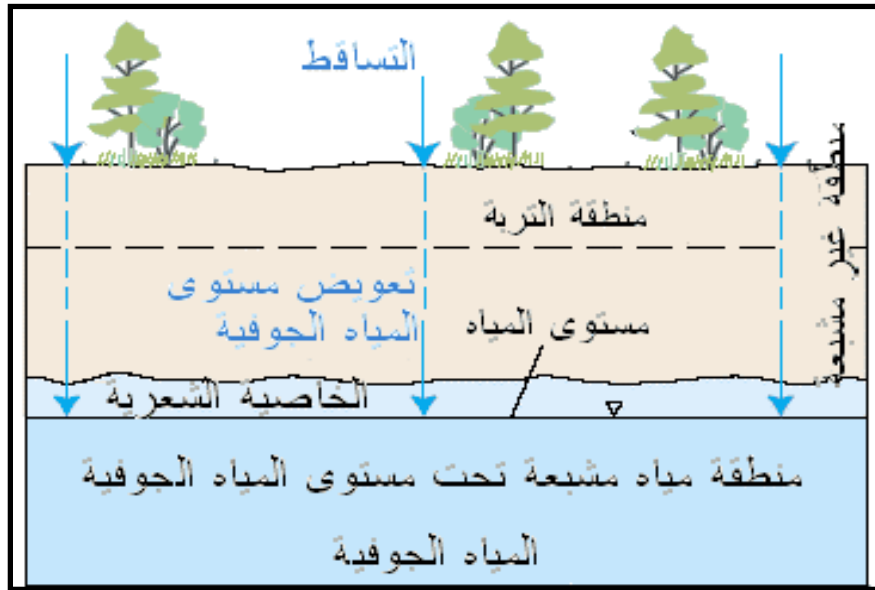 التساقط
منطقة غير مشبعة
منطقة التربة
تعويض مستوى
المياه الجوفية
مستوى المياه
الخاصية الشعرية
منطقة مياه مشبعة تحت مستوى المياه الجوفية
المياه الجوفية